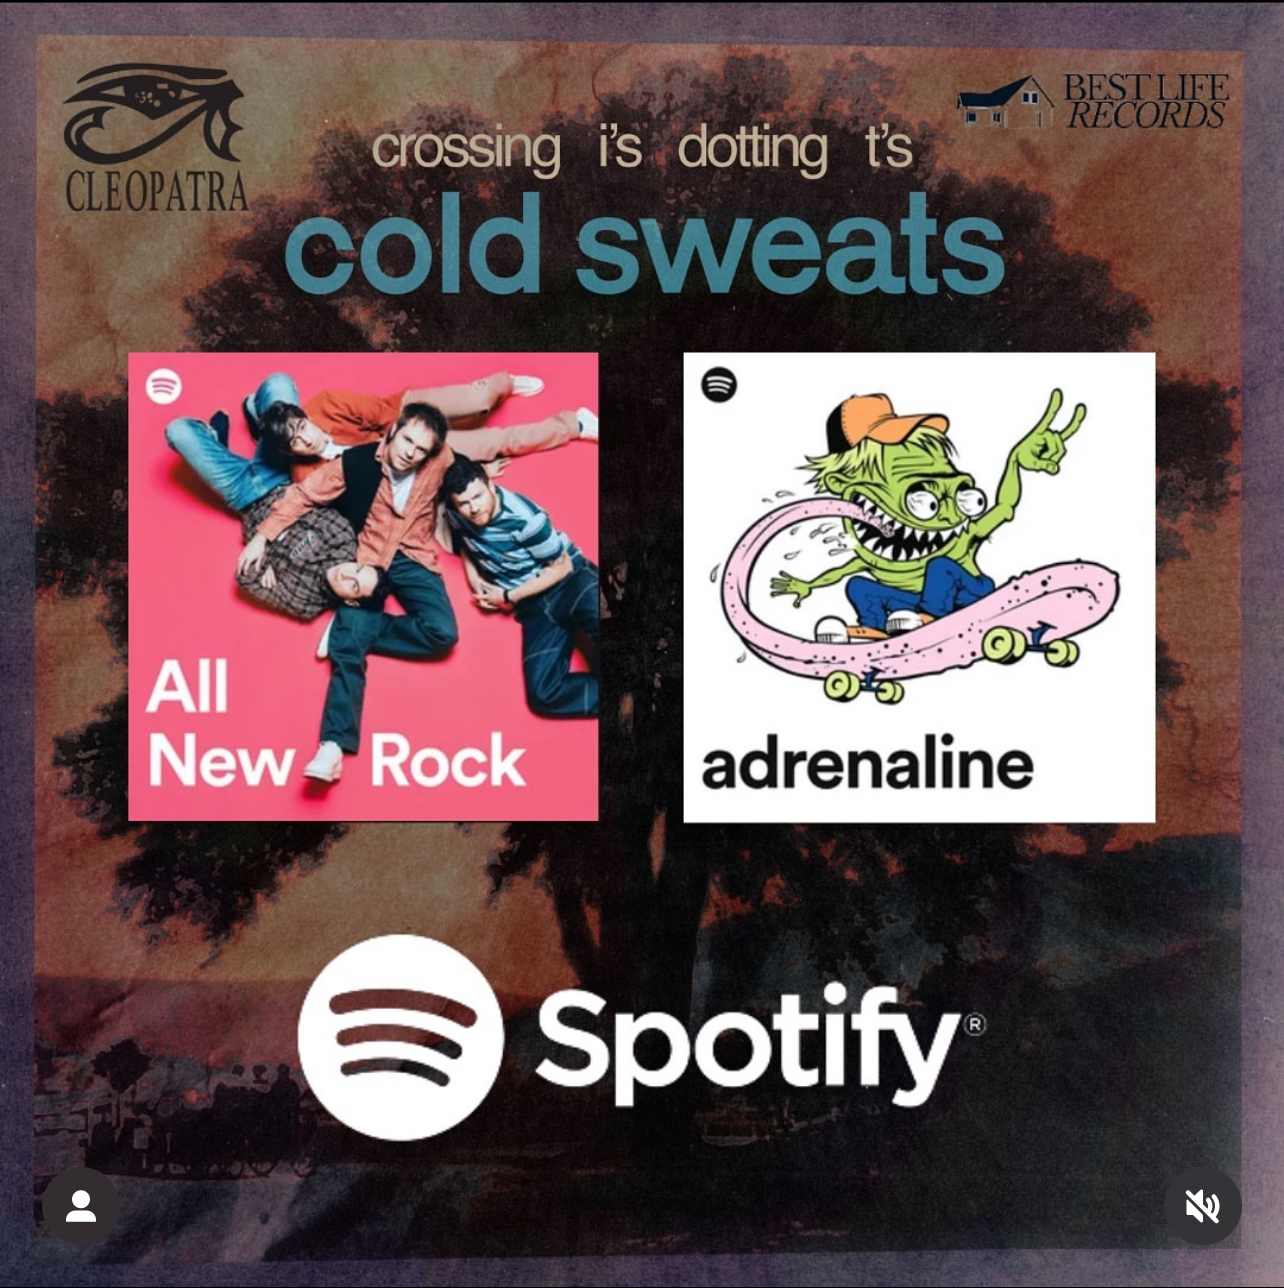 CLEOPATRA
BEST LIFE
RECORDS
crossing i's dotting t's
cold sweats
All
New Rock
adrenaline
Spotify®